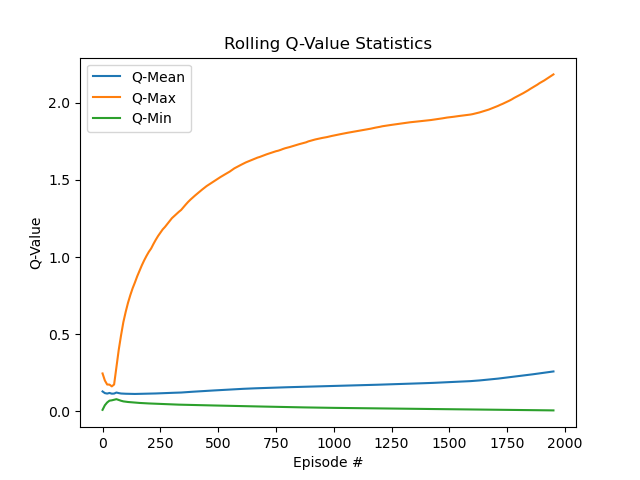 Rolling Q-Value Statistics
Q-Mean
Q-Max
Q-Min
Q-Value
2.0
1.5
1.0
0.5
0.0
0 250 500 750 1000 1250 1500 1750 2000
Episode #